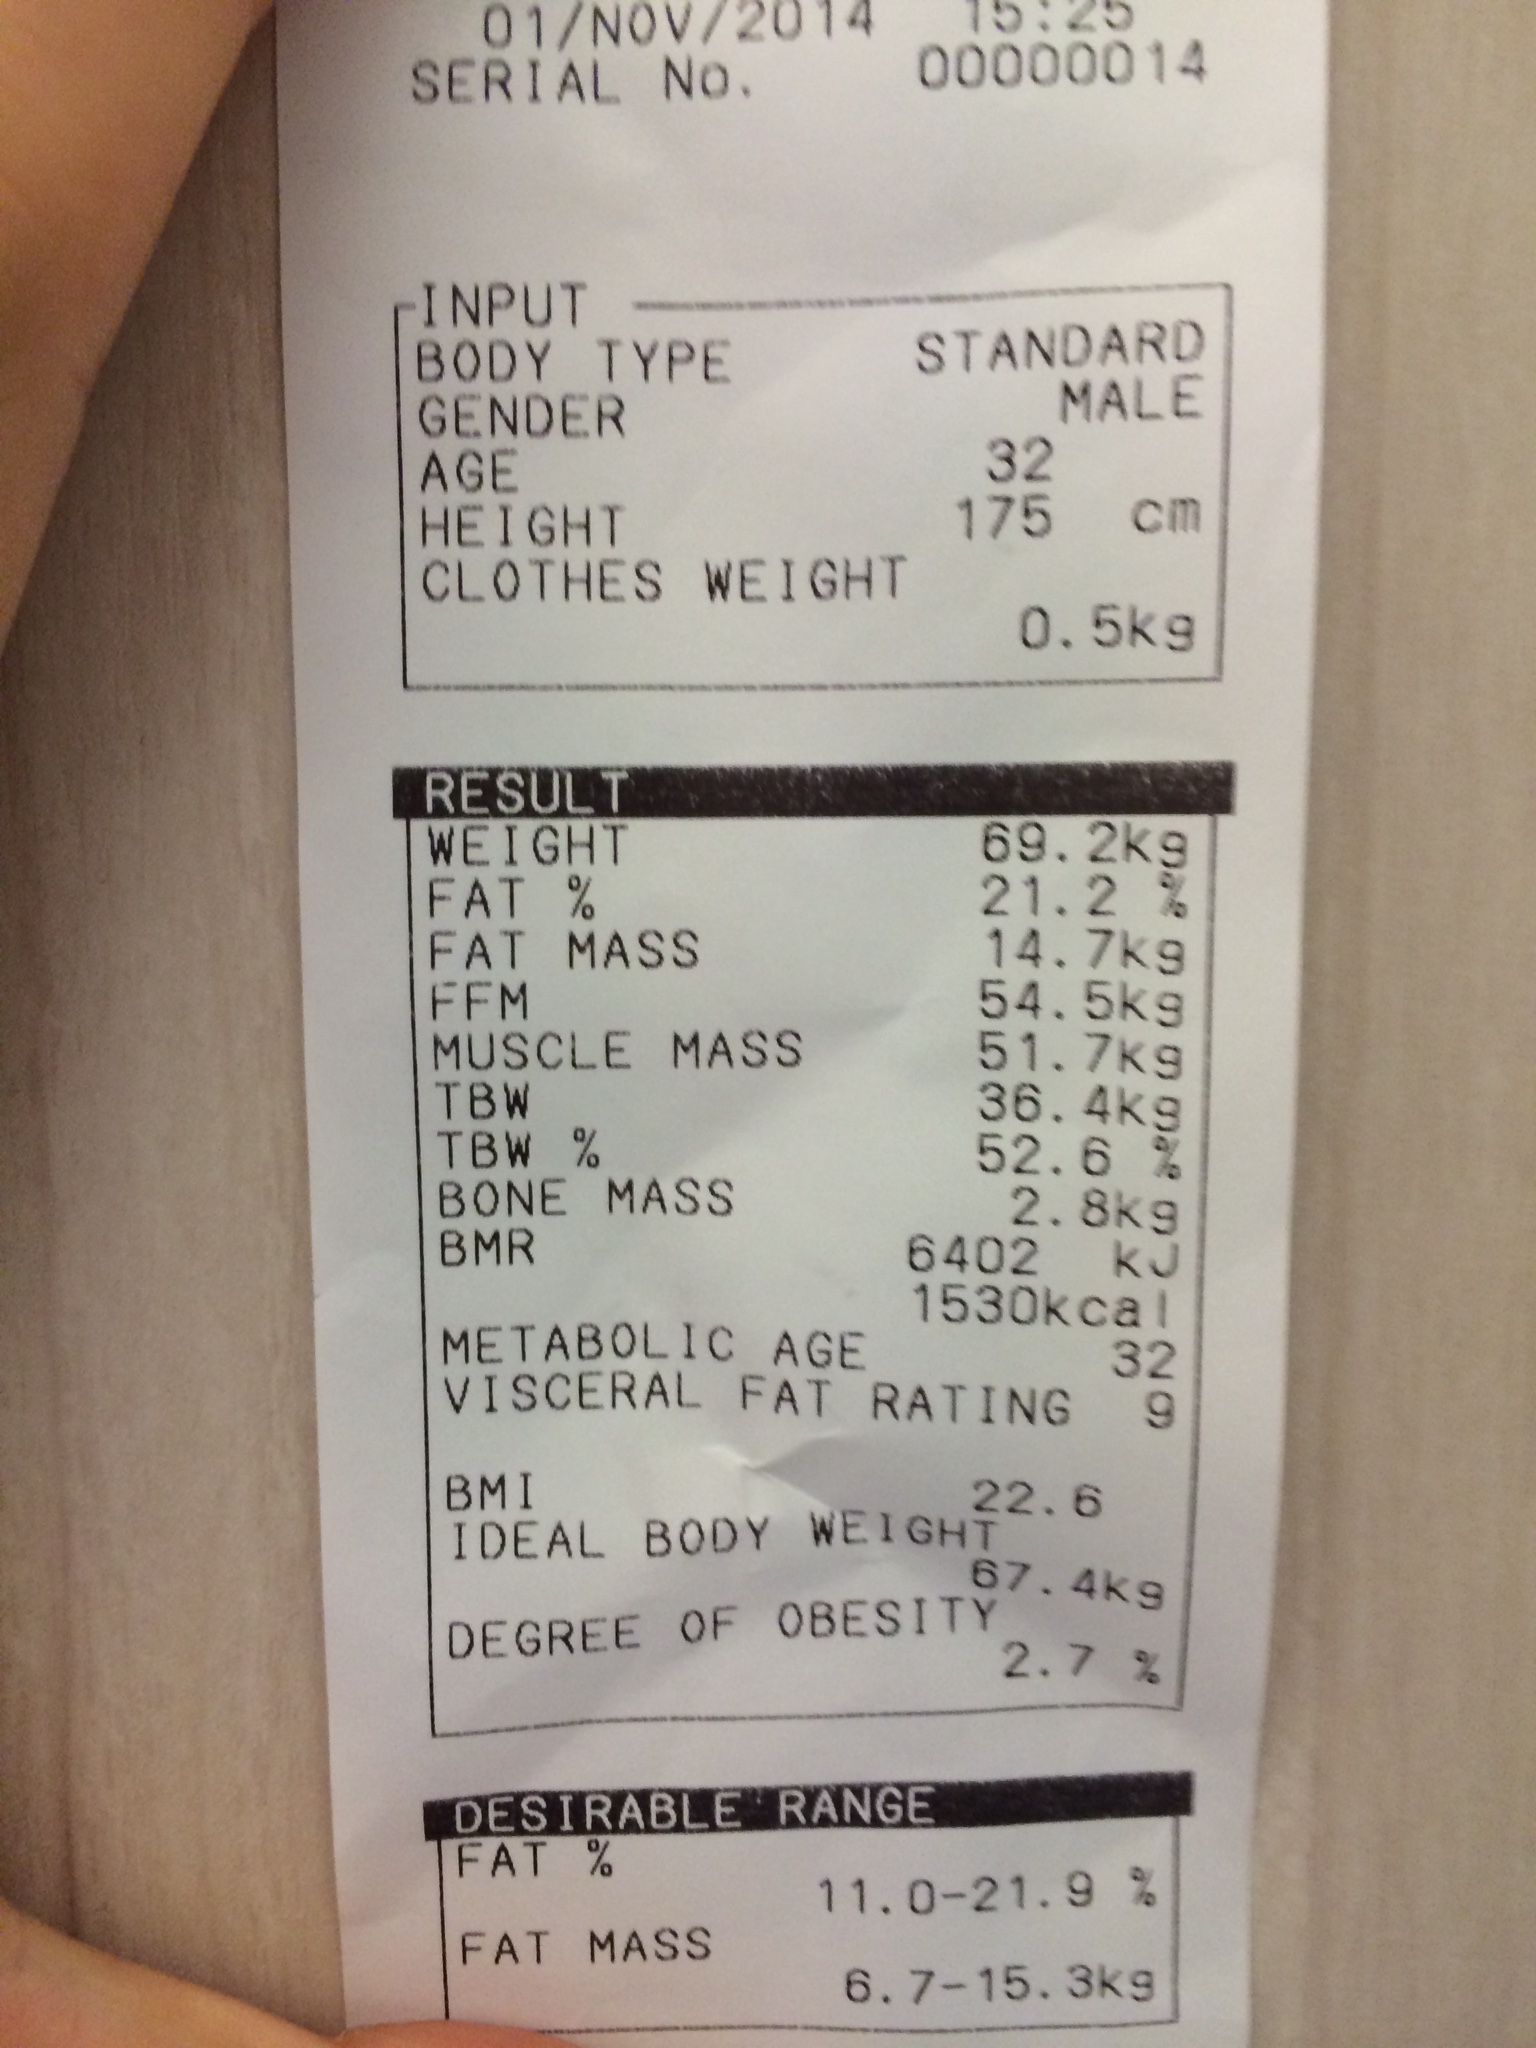 01/NOV/2014 15:25
SERIAL No. 00000014
INPUT
BODY TYPE STANDARD
GENDER MALE
AGE 32
HEIGHT 175 cm
CLOTHES WEIGHT
0.5kg
RESULT
WEIGHT 69.2kg
FAT % 21.2 %
FAT MASS 14.7kg
FFM 54.5kg
MUSCLE MASS 51.7kg
TBW 36.4kg
TBW % 52.6 %
BONE MASS 2.8kg
BMR 6402 kJ
1530kcal
METABOLIC AGE 32
VISCERAL FAT RATING 9
BMI 22.6
IDEAL BODY WEIGHT
67.4kg
DEGREE OF OBESITY
2.7 %
DESIRABLE RANGE
FAT %
11.0-21.9 %
FAT MASS
6.7-15.3kg